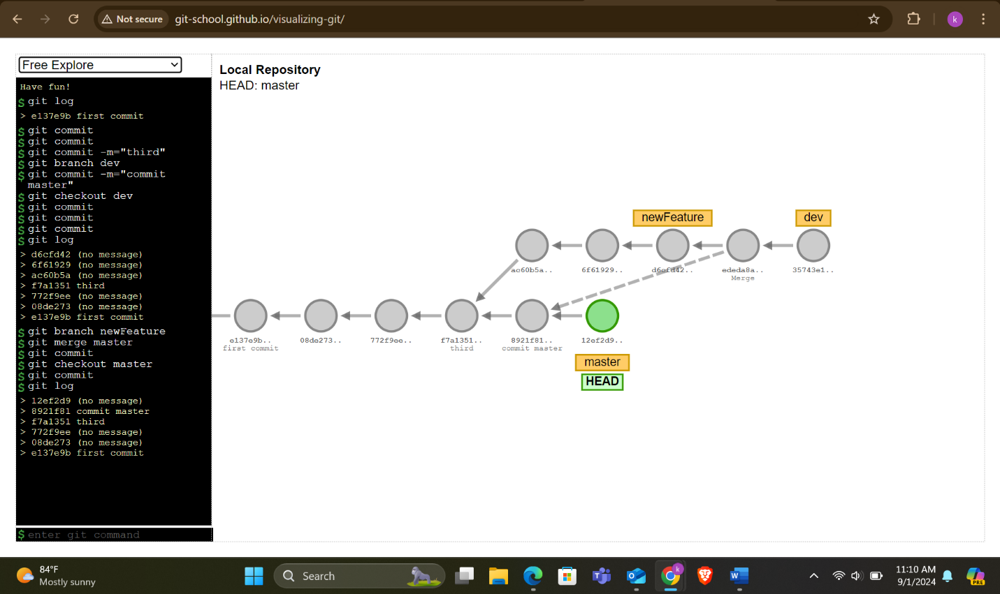 Not secure
git-school.github.io/visualizing-git/
k
Free Explore
Have fun!
$ git log
> e137e9b first commit
$ git commit
$ git commit
$ git commit -m="third"
$ git branch dev
$ git commit -m="commit
master"
$ git checkout dev
$ git commit
$ git commit
$ git commit
$ git log
> d6cfd42 (no message)
> 6f61929 (no message)
> ac60b5a (no message)
> f7a1351 third
> 772f9ee (no message)
> 08de273 (no message)
> e137e9b first commit
$ git branch newFeature
$ git merge master
$ git commit
$ git checkout master
$ git commit
$ git log
> 12ef2d9 (no message)
> 8921f81 commit master
> f7a1351 third
> 772f9ee (no message)
> 08de273 (no message)
> e137e9b first commit
$ enter git command
Local Repository
HEAD: master
newFeature
dev
ac60b5a..
6f61929..
d6cfd42..
ededa8a..
Merge
35743e1..
e137e9b..
first commit
08de273..
772f9ee..
f7a1351..
third
8921f81..
commit master
12ef2d9..
master
HEAD
84°F
Mostly sunny
Search
k
T
O
W
11:10 AM
9/1/2024
PRE